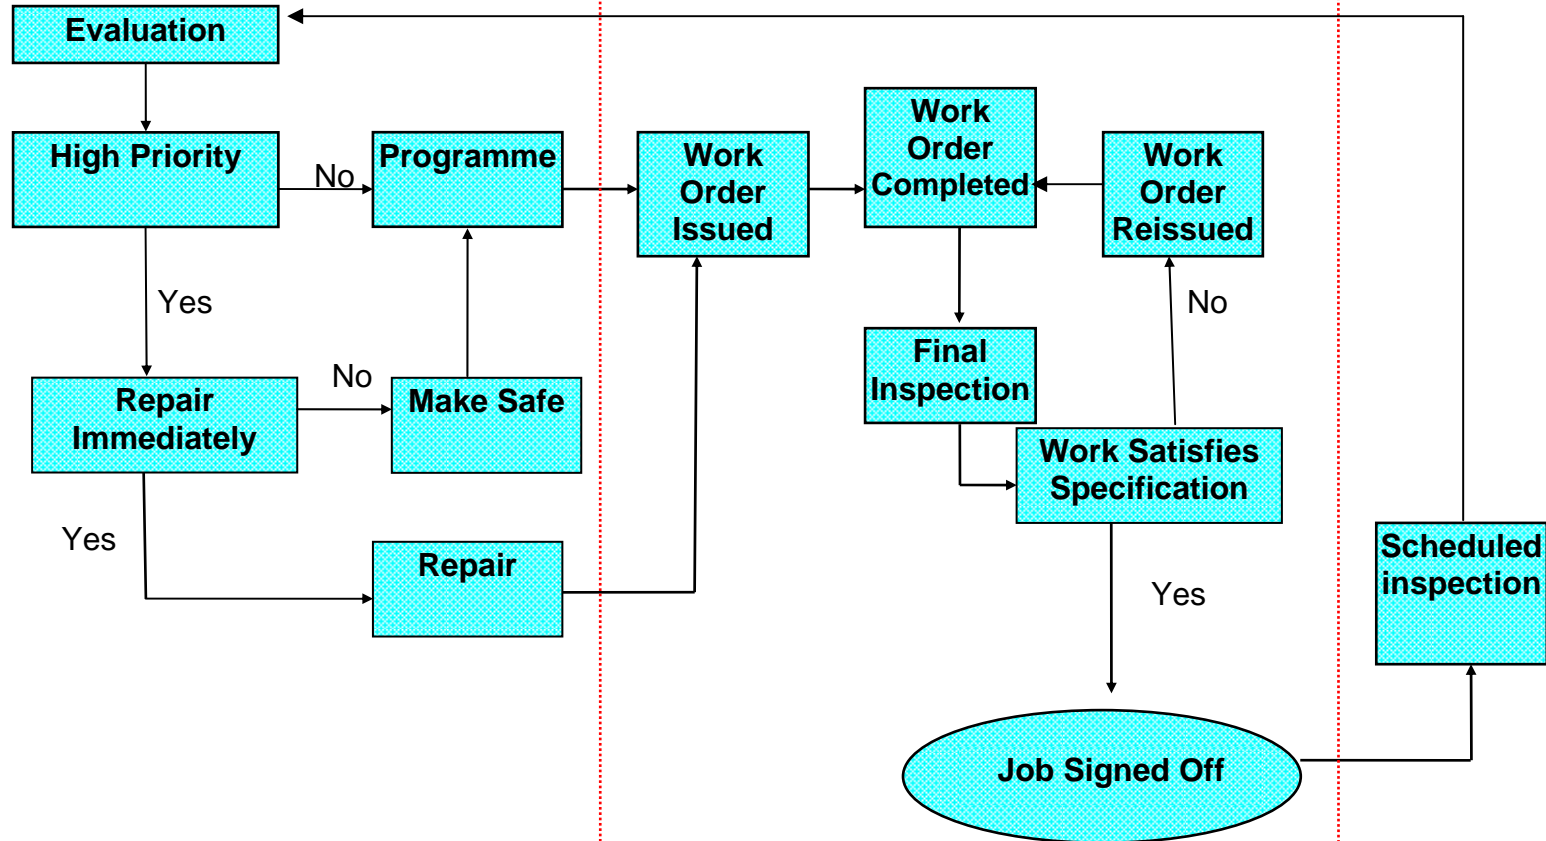 Evaluation
High Priority
No
Programme
Work
Order
Issued
Work
Order
Completed
Work
Order
Reissued
Yes
No
Final
Inspection
Repair
Immediately
No
Make Safe
Work Satisfies
Specification
Yes
Repair
Yes
Scheduled
inspection
Job Signed Off